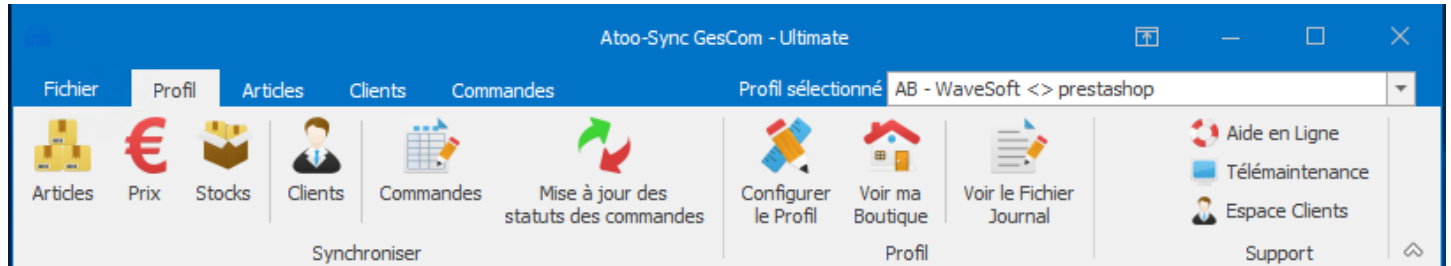 Atoo-Sync GesCom - Ultimate
Fichier Profil Articles Clients Commandes Profil sélectionné AB - WaveSoft <> prestashop
Articles Prix Stocks Clients Commandes Mise à jour des
statuts des commandes
Configurer
le Profil
Voir ma
Boutique
Voir le Fichier
Journal
Aide en Ligne
Télémaintenance
Espace Clients
Synchroniser Profil Support